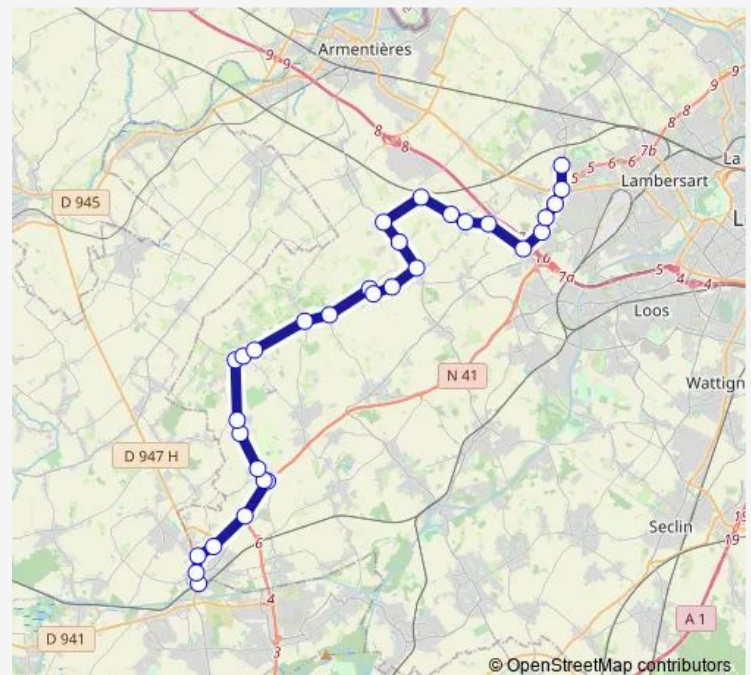 Armentières
9
9
9
8
8
8
8
7b
La
5
5
6
6
D 945
Lambersart
L
7a
5
4
4
Loos
N 41
Wattign
D 947 H
Seclin
19
19
6
4
A 1
D 941
3
© OpenStreetMap contributors